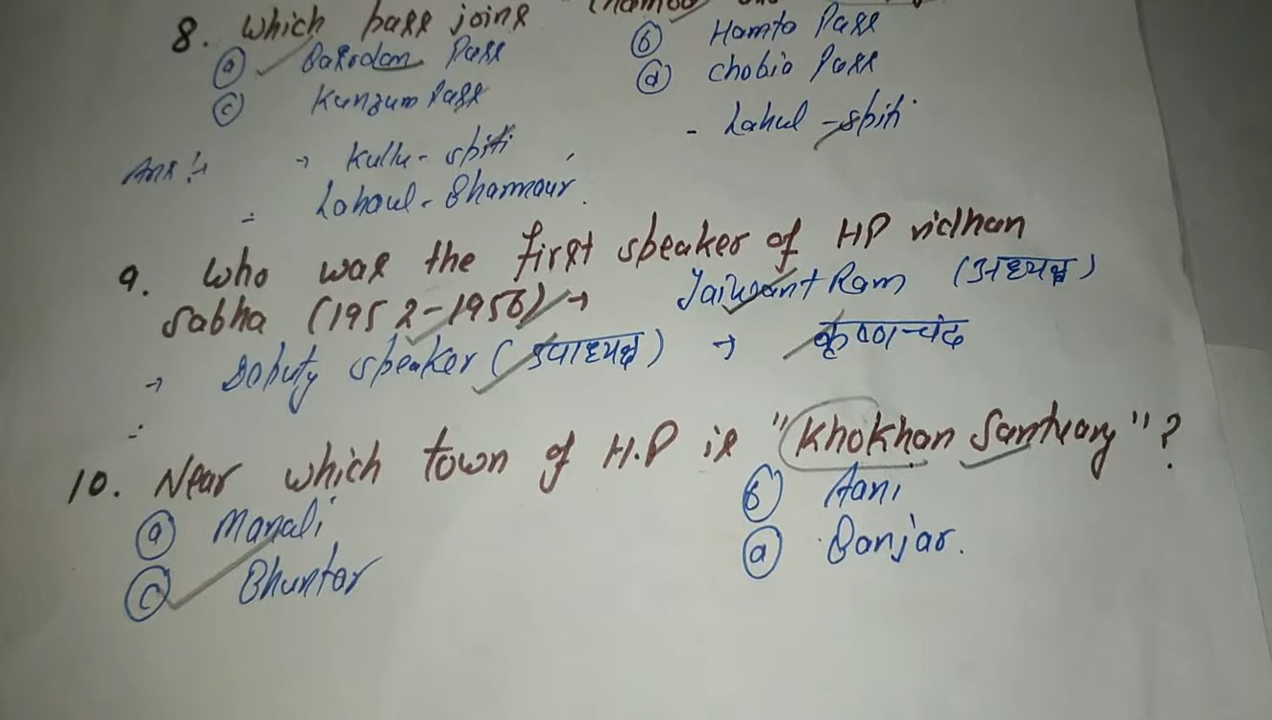 8. Which pass joins
(a) Basodan Pass (b) Hamta Pass
(c) Kunzum Pass (d) Chobia Pass
Ans :→ → Kullu - Spiti - Lahul - Spiti
Lahaul - Bharmour.
9. Who was the first speaker of HP vidhan
Sabha (1952-1956) → Jaiwant Ram (अध्यक्ष)
→ Deputy speaker (उपाध्यक्ष) → कृष्ण चंद
10. Near which town of H.P is "Khokhan Santuary"?
(a) Manali (b) Aani
(c) Bhuntar (d) Banjar.